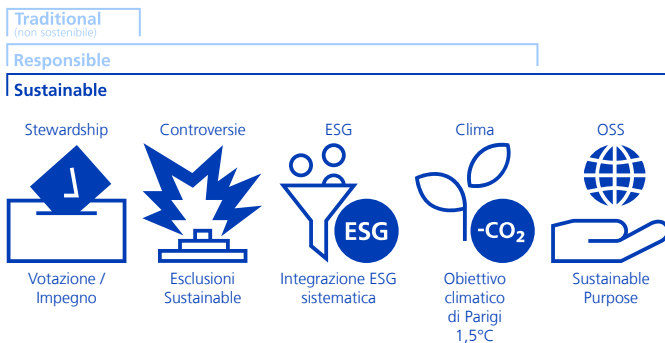 Traditional
(non sostenibile)
Responsible
Sustainable
Stewardship
Controversie
ESG
Clima
OSS
ESG
-CO₂
Votazione /
Impegno
Esclusioni
Sustainable
Integrazione ESG
sistematica
Obiettivo
climatico
di Parigi
1,5°C
Sustainable
Purpose